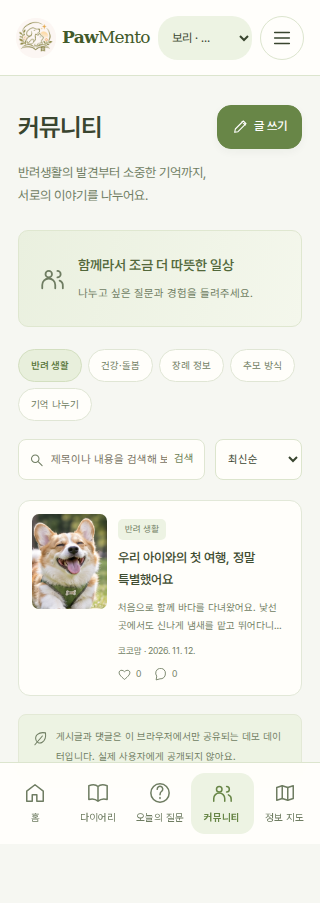 PawMento
보리 · ...
커뮤니티
글 쓰기
반려생활의 발견부터 소중한 기억까지,
서로의 이야기를 나누어요.
함께라서 조금 더 따뜻한 일상
나누고 싶은 질문과 경험을 들려주세요.
반려 생활
건강·돌봄
장례 정보
추모 방식
기억 나누기
제목이나 내용을 검색해 보
검색
최신순
반려 생활
우리 아이와의 첫 여행, 정말
특별했어요
처음으로 함께 바다를 다녀왔어요. 낯선
곳에서도 신나게 냄새를 맡고 뛰어다니...
코코맘 · 2026. 11. 12.
0
0
게시글과 댓글은 이 브라우저에서만 공유되는 데모 데이
터입니다. 실제 사용자에게 공개되지 않아요.
홈
다이어리
오늘의 질문
커뮤니티
정보 지도